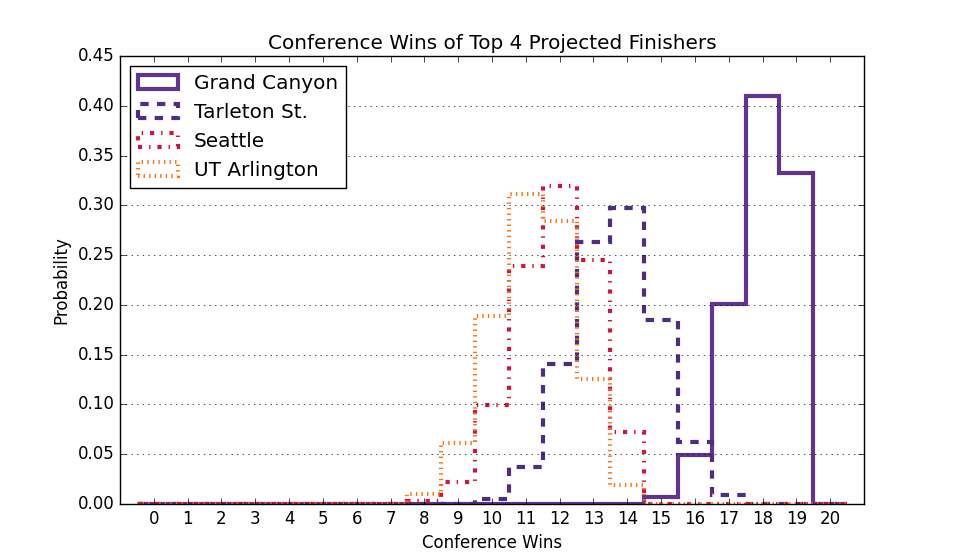 Conference Wins of Top 4 Projected Finishers
Grand Canyon
Tarleton St.
Seattle
UT Arlington
Probability
0.45
0.40
0.35
0.30
0.25
0.20
0.15
0.10
0.05
0.00
0 1 2 3 4 5 6 7 8 9 10 11 12 13 14 15 16 17 18 19 20
Conference Wins